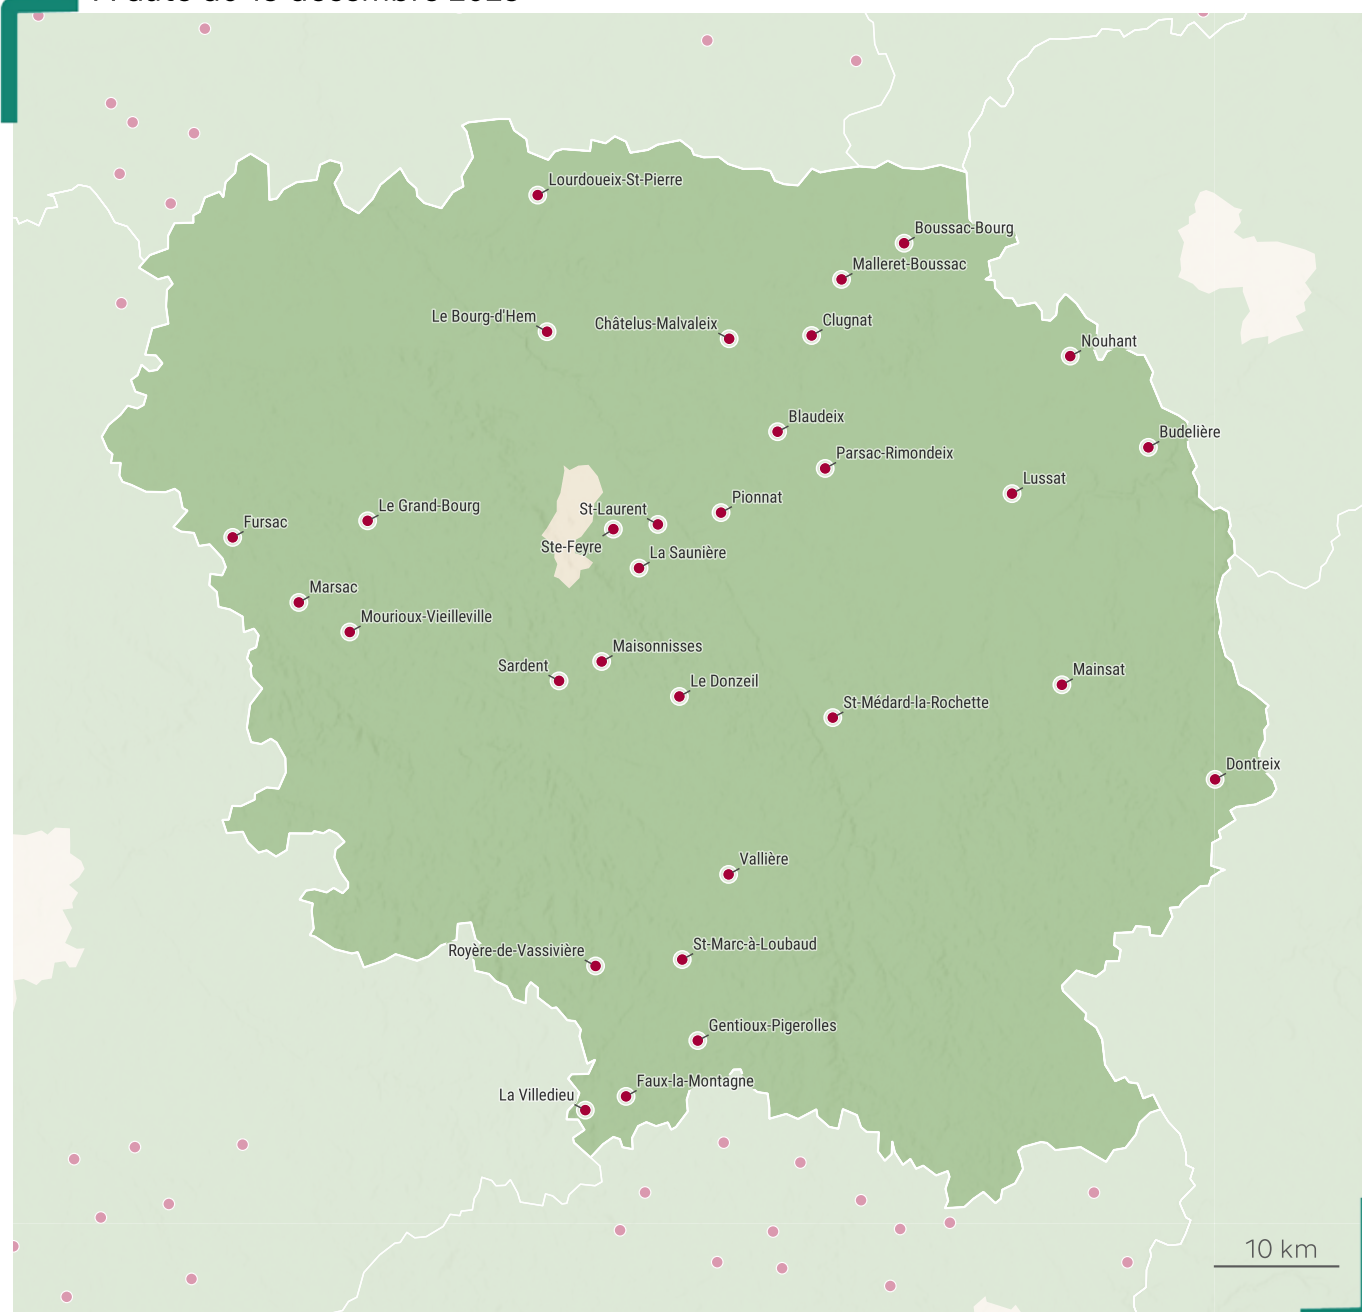 Lourdoueix-St-Pierre
Boussac-Bourg
Malleret-Boussac
Le Bourg-d'Hem
Châtelus-Malvaleix
Clugnat
Nouhant
Blaudeix
Budelière
Parsac-Rimondeix
Lussat
Pionnat
Le Grand-Bourg
St-Laurent
Fursac
Ste-Feyre
La Saunière
Marsac
Mourioux-Vieilleville
Maisonnisses
Sardent
Mainsat
Le Donzeil
St-Médard-la-Rochette
Dontreix
Vallière
St-Marc-à-Loubaud
Royère-de-Vassivière
Gentioux-Pigerolles
Faux-la-Montagne
La Villedieu
10 km